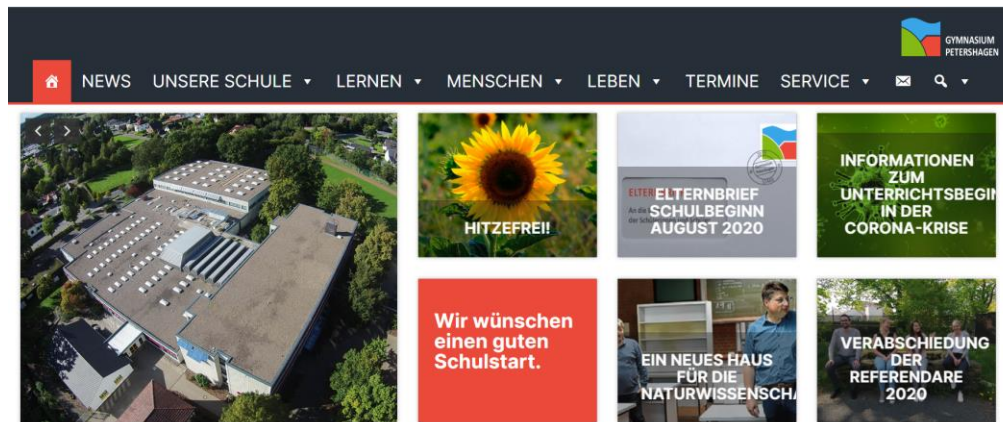 GYMNASIUM
PETERSHAGEN
NEWS UNSERE SCHULE LERNEN MENSCHEN LEBEN TERMINE SERVICE
HITZEFREI!
ELTERNBRIEF
SCHULBEGINN
AUGUST 2020
INFORMATIONEN
ZUM
UNTERRICHTSBEGIN
IN DER
CORONA-KRISE
Wir wünschen
einen guten
Schulstart.
EIN NEUES HAUS
FÜR DIE
NATURWISSENSCHA
VERABSCHIEDUNG
DER
REFERENDARE
2020